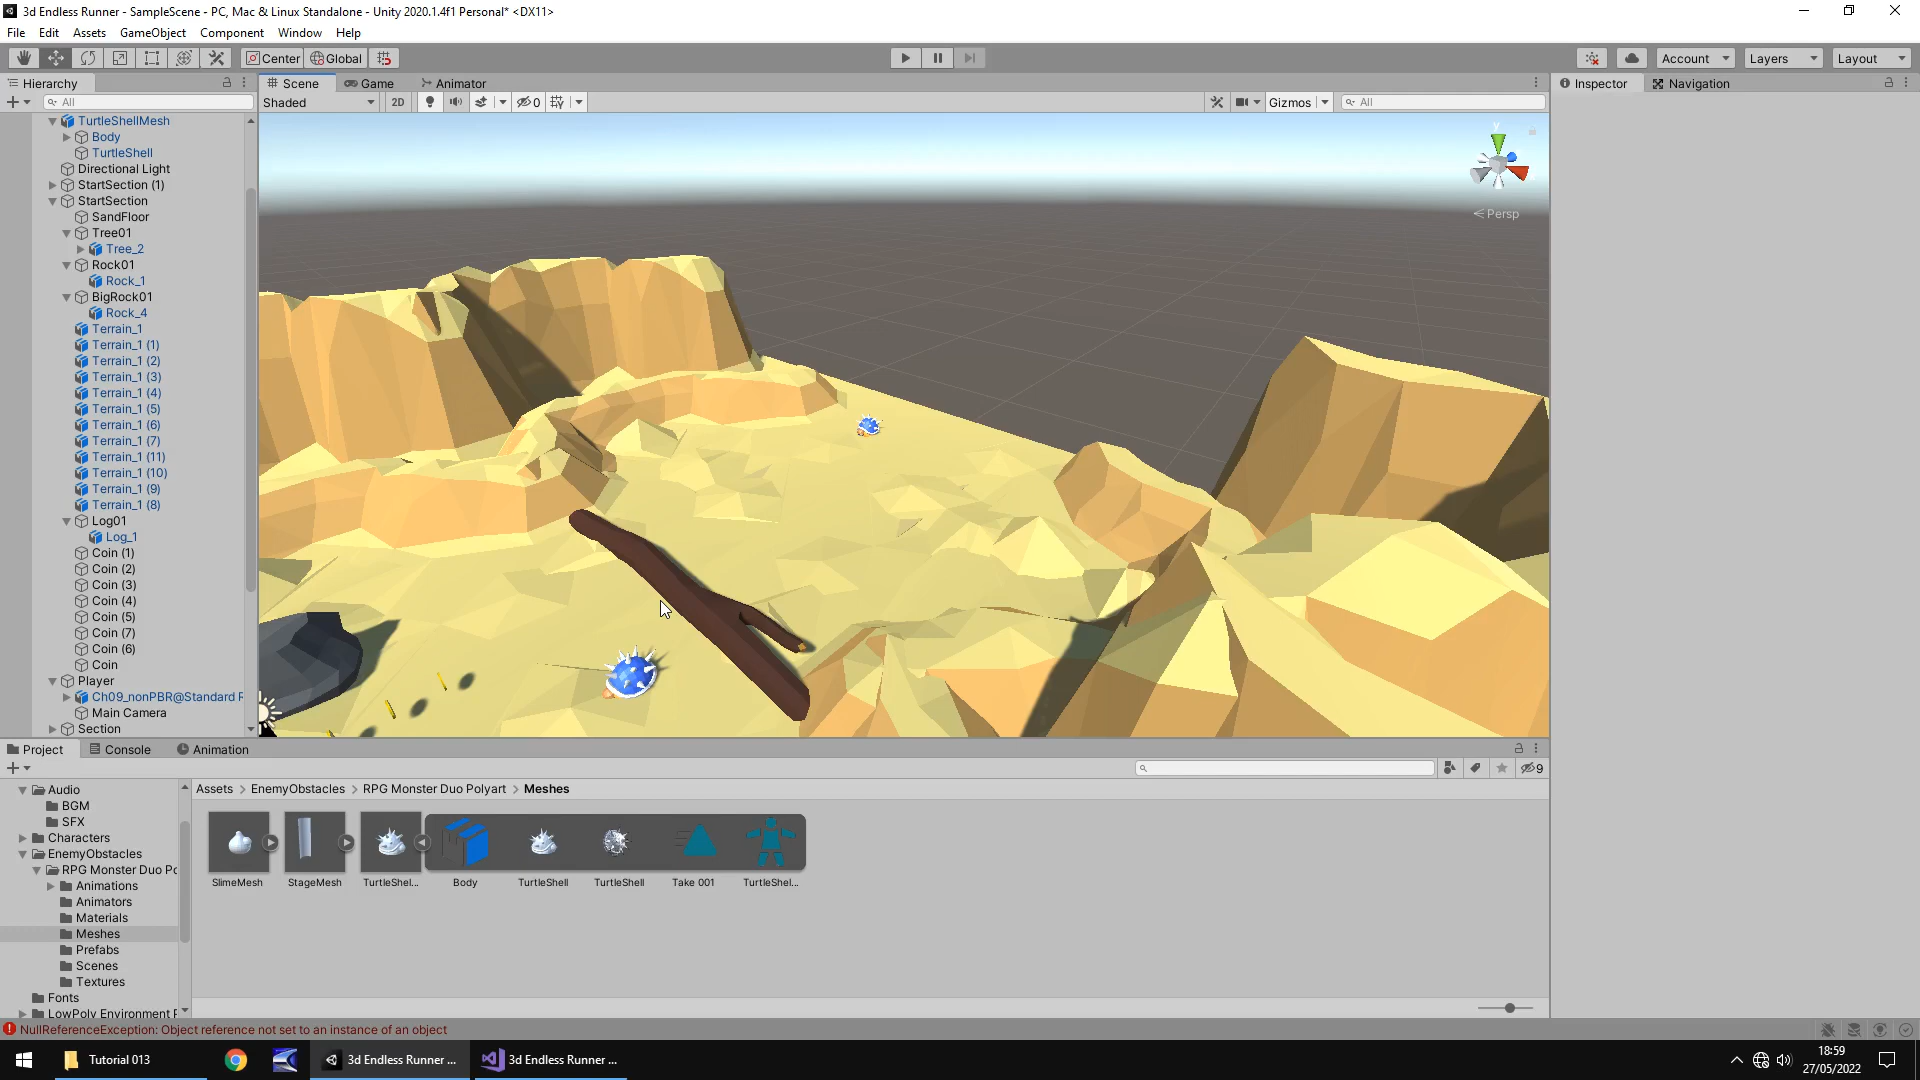 3d Endless Runner - SampleScene - PC, Mac & Linux Standalone - Unity 2020.1.4f1 Personal* <DX11>
File Edit Assets GameObject Component Window Help
Center Global Account Layers Layout
Hierarchy Scene Game Animator Inspector Navigation
All Shaded 2D 0 Gizmos All
TurtleShellMesh
Body
TurtleShell
Directional Light
StartSection (1)
StartSection
SandFloor
Tree01
Tree_2
Rock01
Rock_1
BigRock01
Rock_4
Terrain_1
Terrain_1 (1)
Terrain_1 (2)
Terrain_1 (3)
Terrain_1 (4)
Terrain_1 (5)
Terrain_1 (6)
Terrain_1 (7)
Terrain_1 (11)
Terrain_1 (10)
Terrain_1 (9)
Terrain_1 (8)
Log01
Log_1
Coin (1)
Coin (2)
Coin (3)
Coin (4)
Coin (5)
Coin (7)
Coin (6)
Coin
Player
Ch09_nonPBR@Standard R
Main Camera
Section
y
Persp
Project Console Animation
9
Audio
BGM
SFX
Characters
EnemyObstacles
RPG Monster Duo Po
Animations
Animators
Materials
Meshes
Prefabs
Scenes
Textures
Fonts
LowPoly Environment P
Assets > EnemyObstacles > RPG Monster Duo Polyart > Meshes
SlimeMesh StageMesh TurtleShel... Body TurtleShell TurtleShell Take 001 TurtleShel...
NullReferenceException: Object reference not set to an instance of an object
Tutorial 013 3d Endless Runner ... 3d Endless Runner ...
18:59
27/05/2022